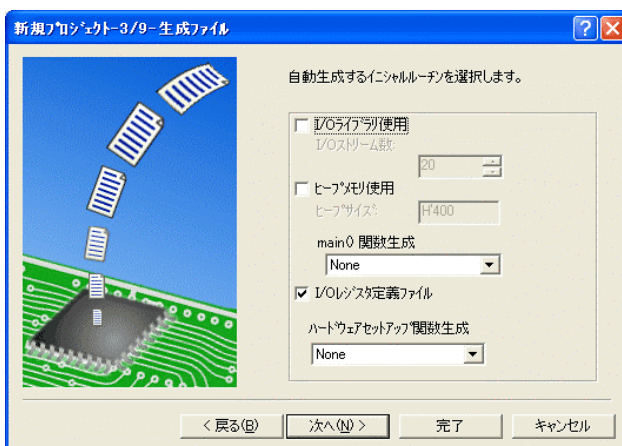 新規ﾌﾟﾛｼﾞｪｸﾄ-3/9-生成ﾌｧｲﾙ
自動生成するｲﾆｼｬﾙﾙｰﾁﾝを選択します。
I/Oﾗｲﾌﾞﾗﾘ使用
I/Oｽﾄﾘｰﾑ数:
20
ﾋｰﾌﾟﾒﾓﾘ使用
ﾋｰﾌﾟｻｲｽﾞ:
H'400
main() 関数生成
None
I/Oﾚｼﾞｽﾀ定義ﾌｧｲﾙ
ﾊｰﾄﾞｳｪｱｾｯﾄｱｯﾌﾟ関数生成
None
< 戻る(B)
次へ(N) >
完了
ｷｬﾝｾﾙ